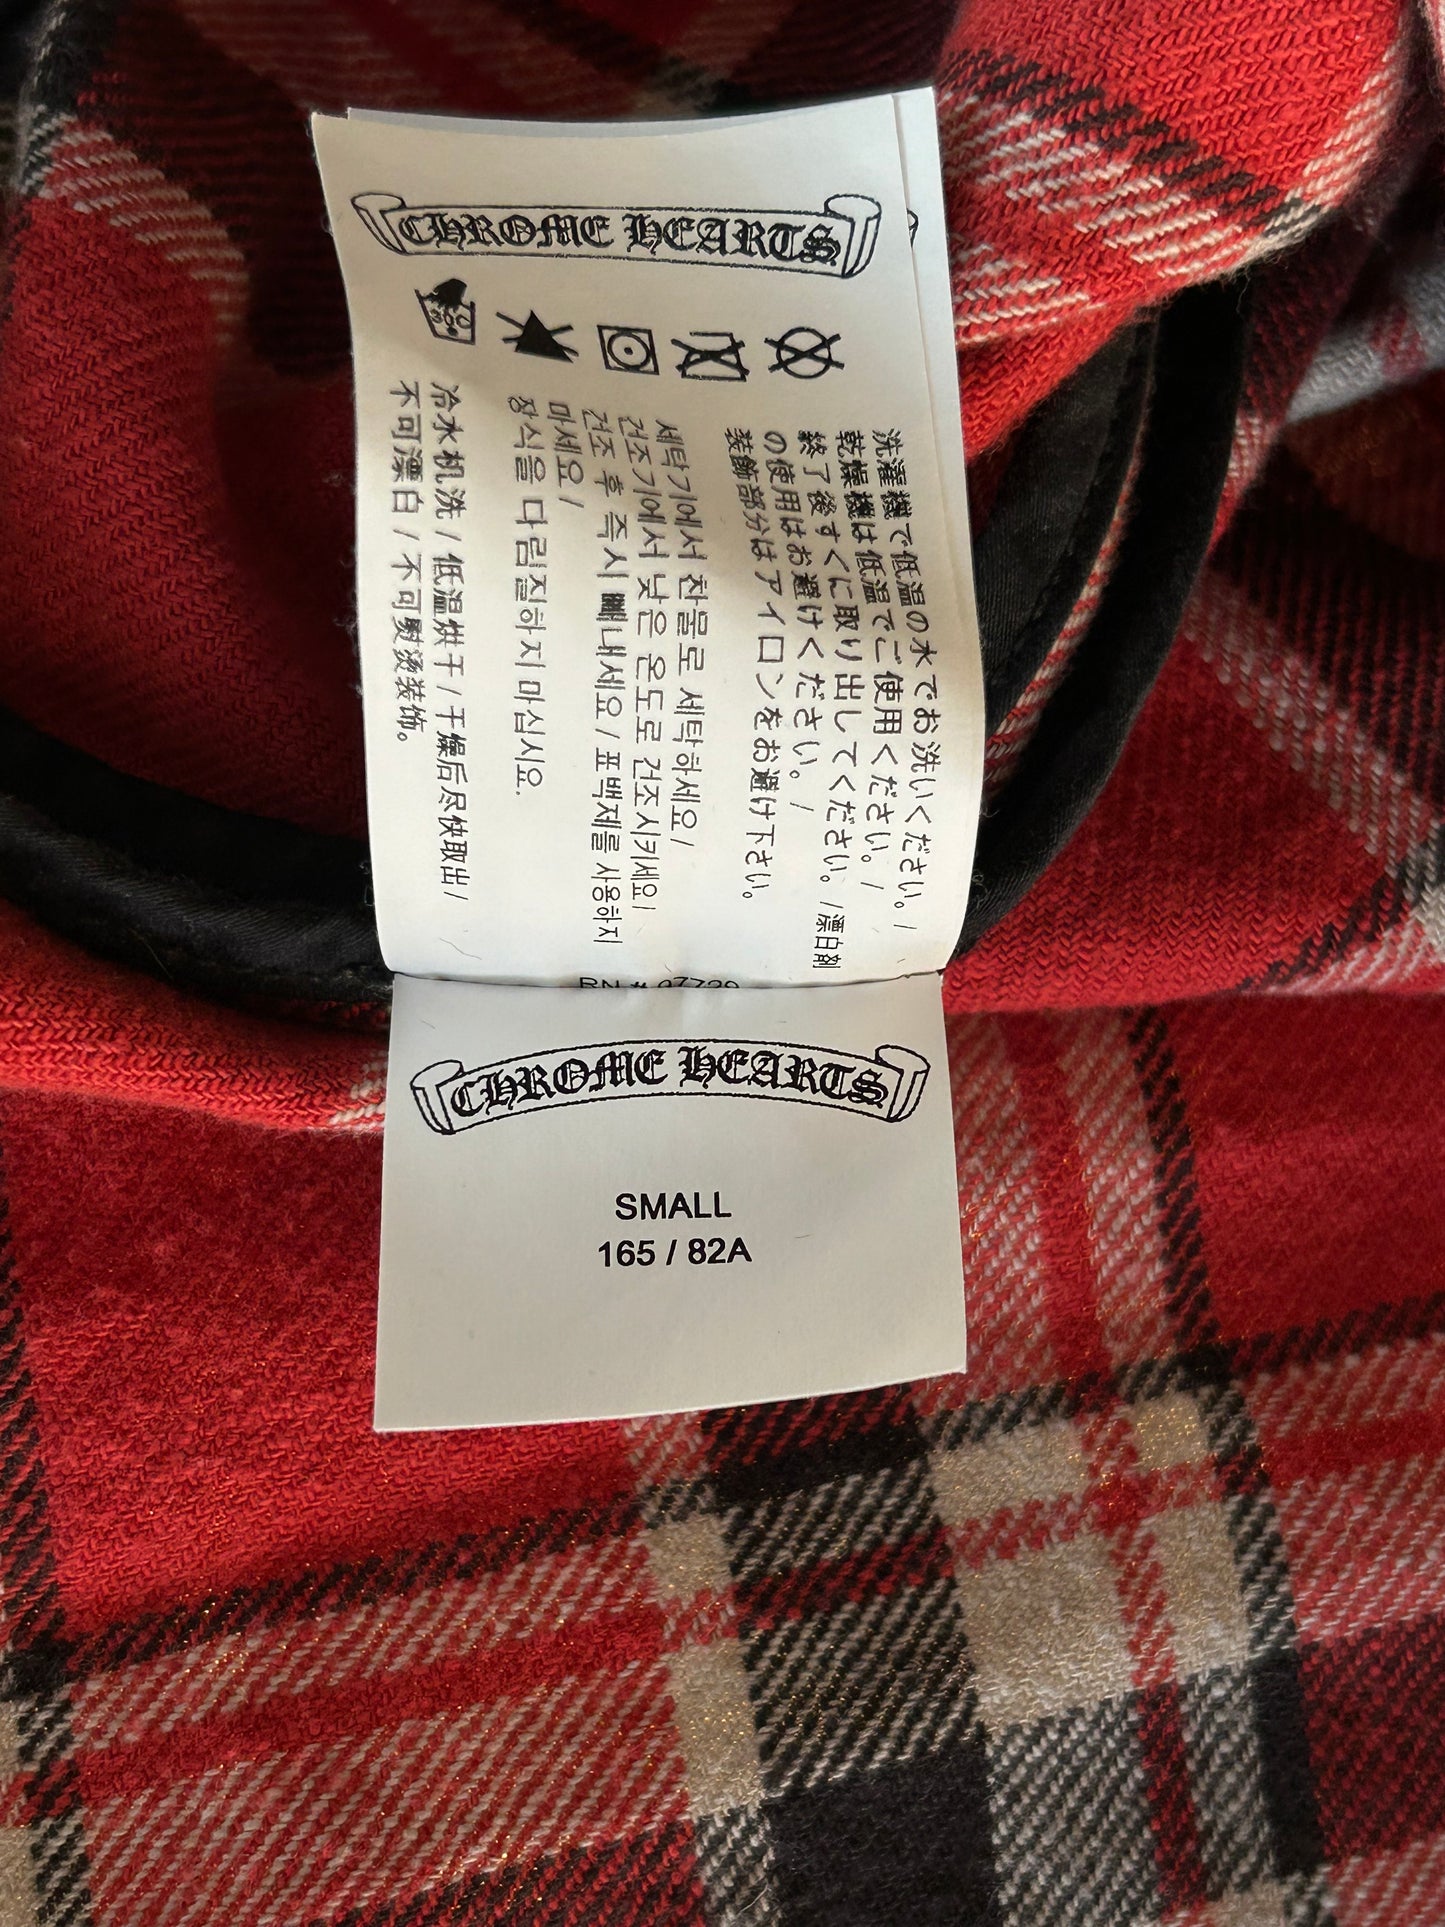 CHROME HEARTS
30C
洗濯機で低温の水でお洗いください。/
乾燥機は低温でご使用ください。/
終了後すぐに取り出してください。/漂白剤
の使用はお避けください。/
装飾部分はアイロンをお避け下さい。
세탁기에서 찬물로 세탁하세요/
건조기에서 낮은 온도로 건조시키세요/
건조 후 즉시 빼내세요/표백제를 사용하지
마세요/
장식을 다림질하지 마십시요.
冷水机洗/低温烘干/干燥后尽快取出/
不可漂白/不可熨烫装饰。
RN #
CHROME HEARTS
SMALL
165 / 82A